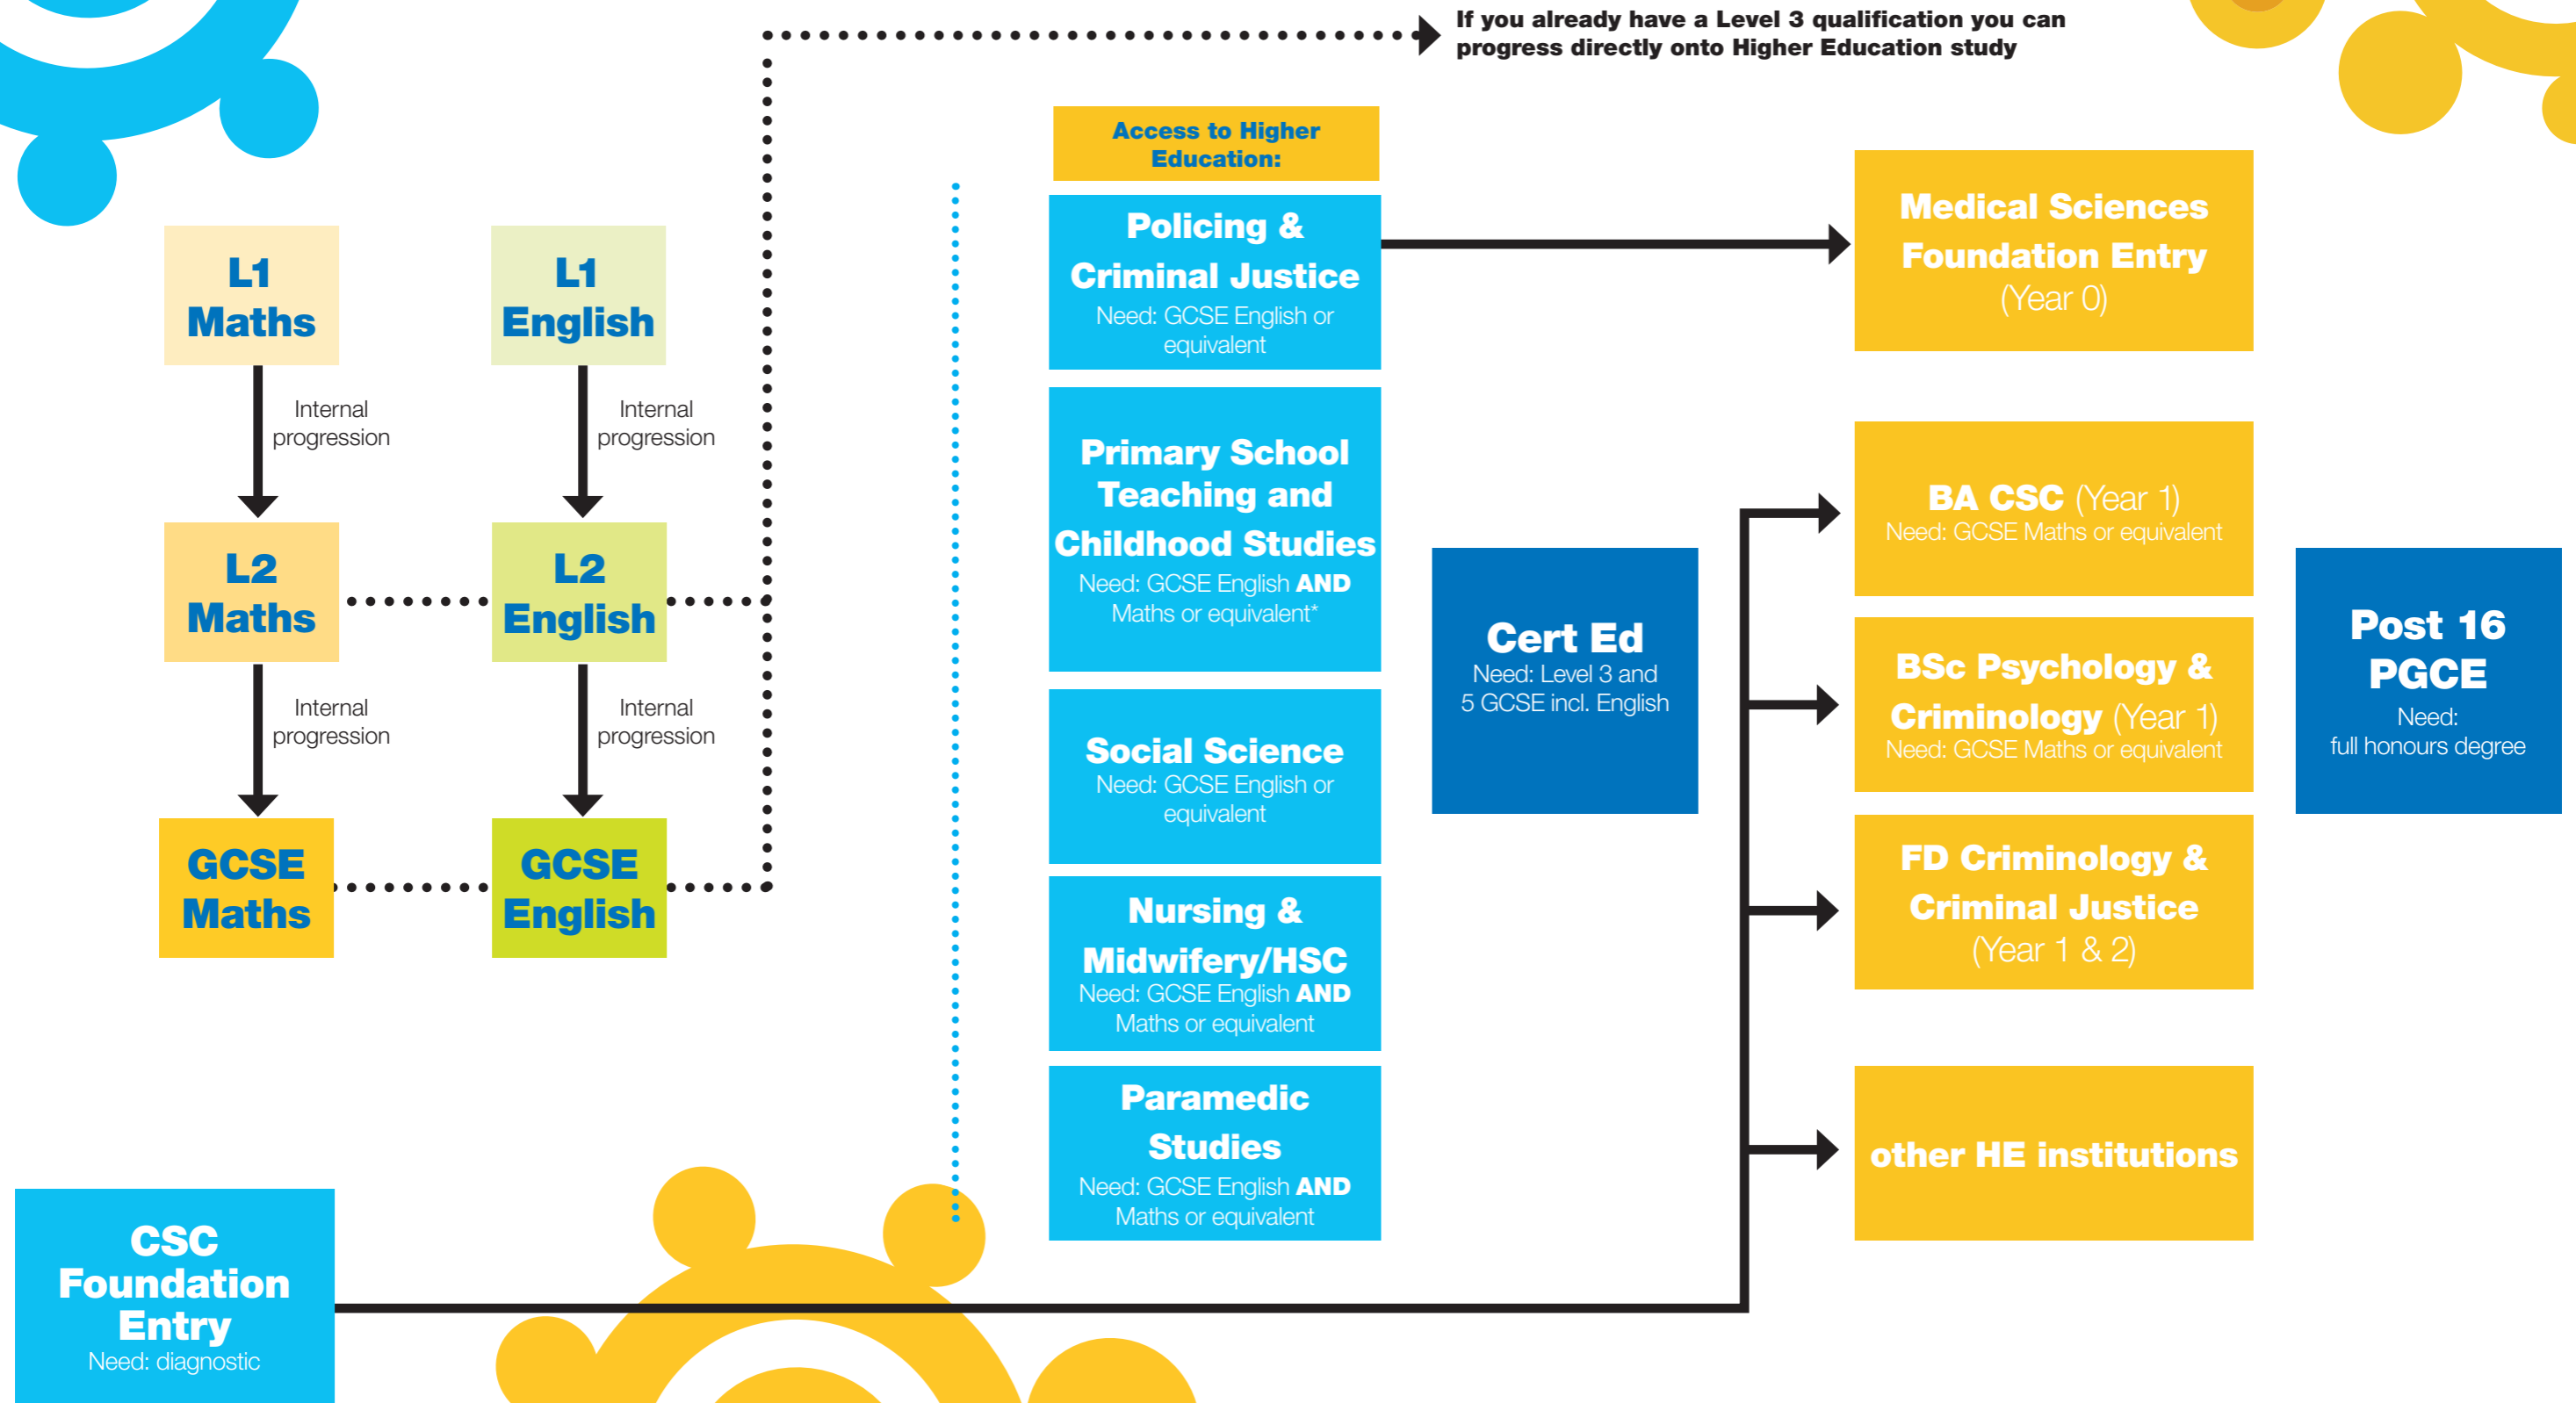 If you already have a Level 3 qualification you can
progress directly onto Higher Education study
L1
Maths
Internal
progression
L2
Maths
Internal
progression
GCSE
Maths
L1
English
Internal
progression
L2
English
Internal
progression
GCSE
English
CSC
Foundation
Entry
Need: diagnostic
Access to Higher
Education:
Policing &
Criminal Justice
Need: GCSE English or
equivalent
Primary School
Teaching and
Childhood Studies
Need: GCSE English AND
Maths or equivalent*
Social Science
Need: GCSE English or
equivalent
Nursing &
Midwifery/HSC
Need: GCSE English AND
Maths or equivalent
Paramedic
Studies
Need: GCSE English AND
Maths or equivalent
Cert Ed
Need: Level 3 and
5 GCSE incl. English
Medical Sciences
Foundation Entry
(Year 0)
BA CSC (Year 1)
Need: GCSE Maths or equivalent
BSc Psychology &
Criminology (Year 1)
Need: GCSE Maths or equivalent
FD Criminology &
Criminal Justice
(Year 1 & 2)
other HE institutions
Post 16
PGCE
Need:
full honours degree